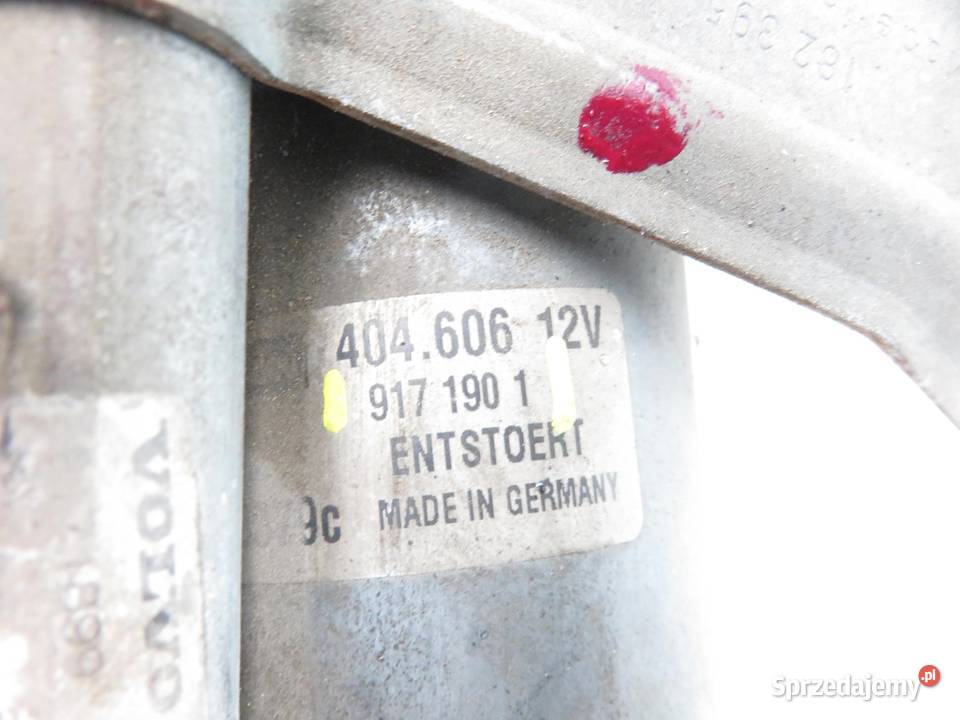 404.606 12V
917 190 1
ENTSTOERT
9c MADE IN GERMANY
VOLVO
Sprzedajemy.pl